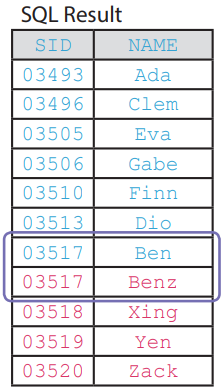 SQL Result
SID NAME
03493 Ada
03496 Clem
03505 Eva
03506 Gabe
03510 Finn
03513 Dio
03517 Ben
03517 Benz
03518 Xing
03519 Yen
03520 Zack